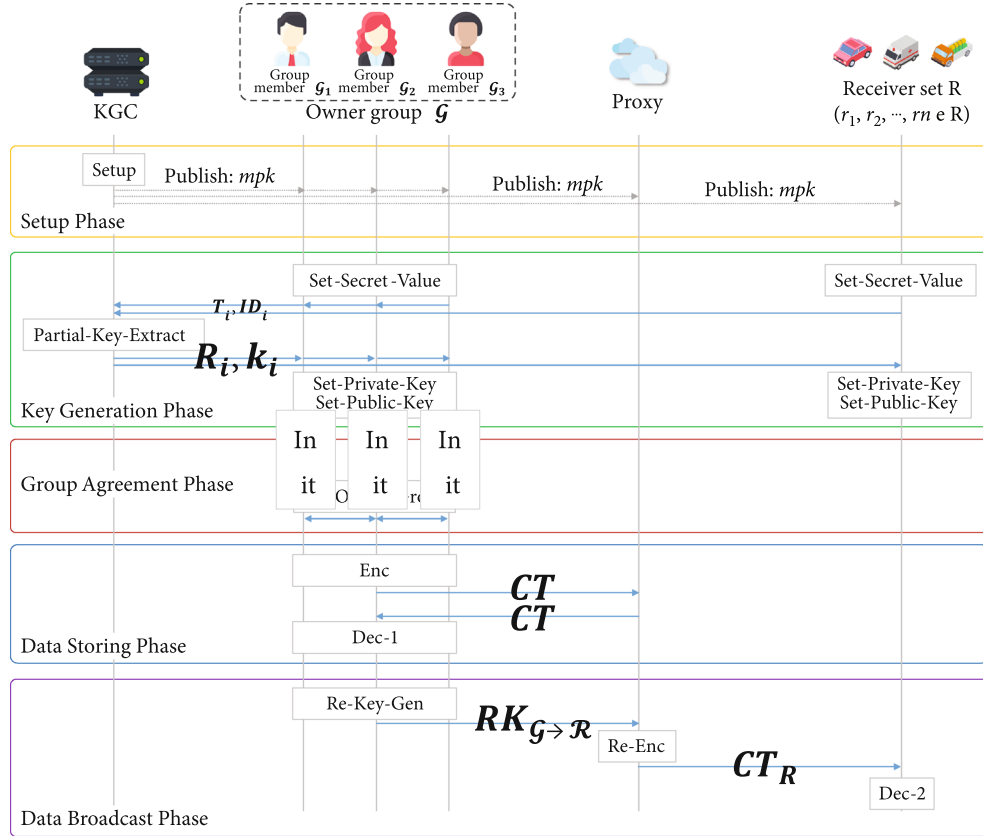 KGC
Group member 𝒢1
Group member 𝒢2
Group member 𝒢3
Owner group 𝒢
Proxy
Receiver set R
(r1, r2, ···, rn e R)
Setup
Publish: mpk
Publish: mpk
Publish: mpk
Setup Phase
Set-Secret-Value
Set-Secret-Value
Ti, IDi
Partial-Key-Extract
Ri, ki
Set-Private-Key
Set-Public-Key
Set-Private-Key
Set-Public-Key
Key Generation Phase
In
it
In
it
In
it
Group Agreement Phase
Enc
CT
CT
Dec-1
Data Storing Phase
Re-Key-Gen
RK𝒢→ℛ
Re-Enc
CTR
Dec-2
Data Broadcast Phase